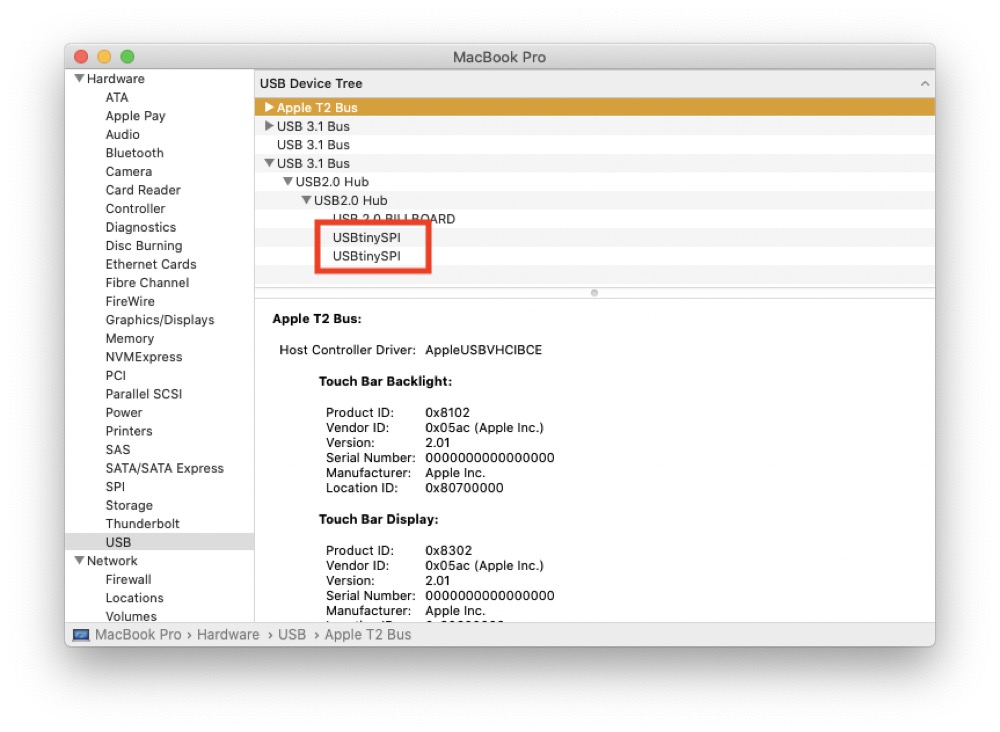 MacBook Pro
Hardware
ATA
Apple Pay
Audio
Bluetooth
Camera
Card Reader
Controller
Diagnostics
Disc Burning
Ethernet Cards
Fibre Channel
FireWire
Graphics/Displays
Memory
NVMExpress
PCI
Parallel SCSI
Power
Printers
SAS
SATA/SATA Express
SPI
Storage
Thunderbolt
USB
Network
Firewall
Locations
Volumes
USB Device Tree
Apple T2 Bus
USB 3.1 Bus
USB 3.1 Bus
USB 3.1 Bus
USB2.0 Hub
USB2.0 Hub
USB 2.0 BILLBOARD
USBtinySPI
USBtinySPI
Apple T2 Bus:
Host Controller Driver: AppleUSBVHCIBCE
Touch Bar Backlight:
Product ID: 0x8102
Vendor ID: 0x05ac (Apple Inc.)
Version: 2.01
Serial Number: 0000000000000000
Manufacturer: Apple Inc.
Location ID: 0x80700000
Touch Bar Display:
Product ID: 0x8302
Vendor ID: 0x05ac (Apple Inc.)
Version: 2.01
Serial Number: 0000000000000000
Manufacturer: Apple Inc.
MacBook Pro › Hardware › USB › Apple T2 Bus